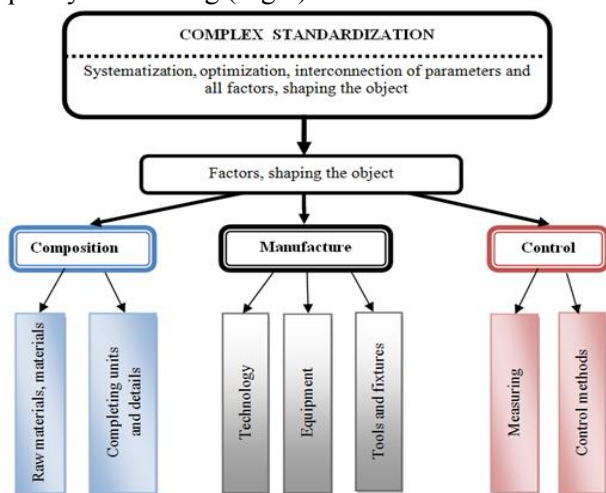 COMPLEX STANDARDIZATION
Systematization, optimization, interconnection of parameters and
all factors, shaping the object
Factors, shaping the object
Composition
Manufacture
Control
Raw materials, materials
Completing units
and details
Technology
Equipment
Tools and fixtures
Measuring
Control methods